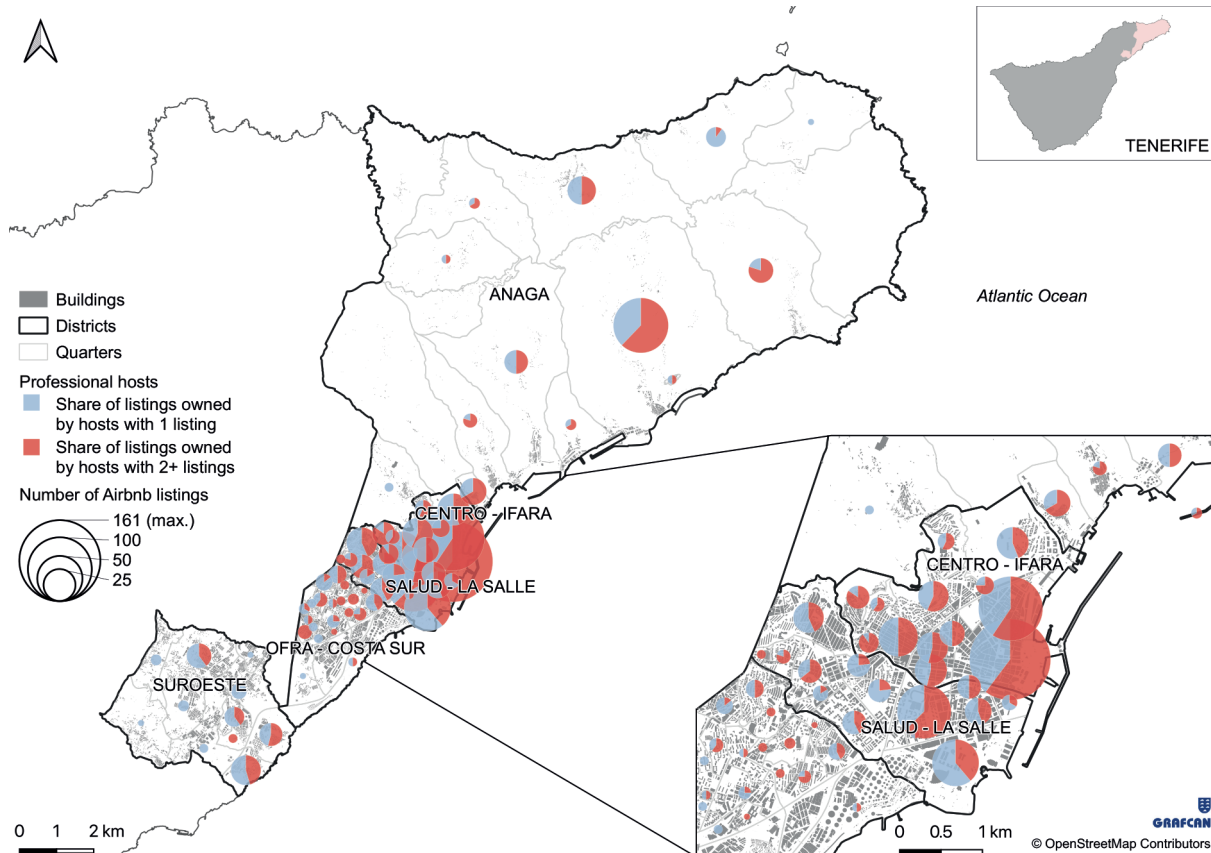 TENERIFE
ANAGA
Atlantic Ocean
Buildings
Districts
Quarters
Professional hosts
Share of listings owned
by hosts with 1 listing
Share of listings owned
by hosts with 2+ listings
Number of Airbnb listings
161 (max.)
100
50
25
CENTRO - IFARA
SALUD - LA SALLE
OFRA - COSTA SUR
SUROESTE
0 1 2 km
CENTRO - IFARA
SALUD - LA SALLE
GRAFCAN
0 0.5 1 km
© OpenStreetMap Contributors